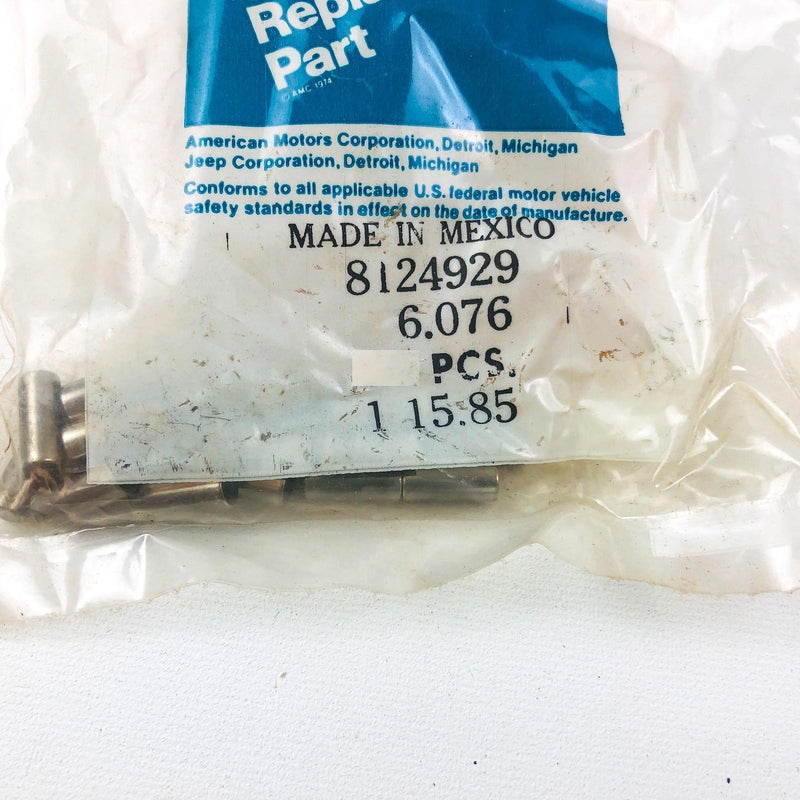 Part
© AMC 1974
American Motors Corporation, Detroit, Michigan
Jeep Corporation, Detroit, Michigan
Conforms to all applicable U.S. federal motor vehicle
safety standards in effect on the date of manufacture.
MADE IN MEXICO
8124929
6.076
PCS.
1 15.85